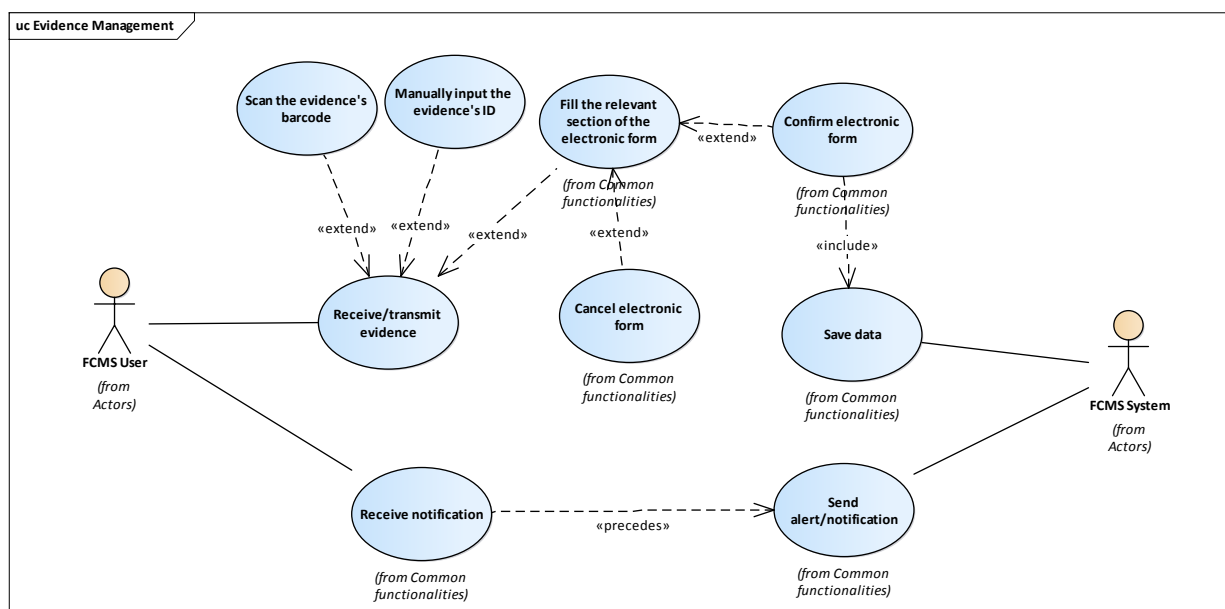 uc Evidence Management
Scan the evidence's
barcode
Manually input the
evidence's ID
Fill the relevant
section of the
electronic form
(from Common
functionalities)
«extend»
Confirm electronic
form
(from Common
functionalities)
«extend»
«extend»
«extend»
«extend»
«include»
FCMS User
(from
Actors)
Receive/transmit
evidence
Cancel electronic
form
(from Common
functionalities)
Save data
(from Common
functionalities)
FCMS System
(from
Actors)
Receive notification
(from Common
functionalities)
«precedes»
Send
alert/notification
(from Common
functionalities)